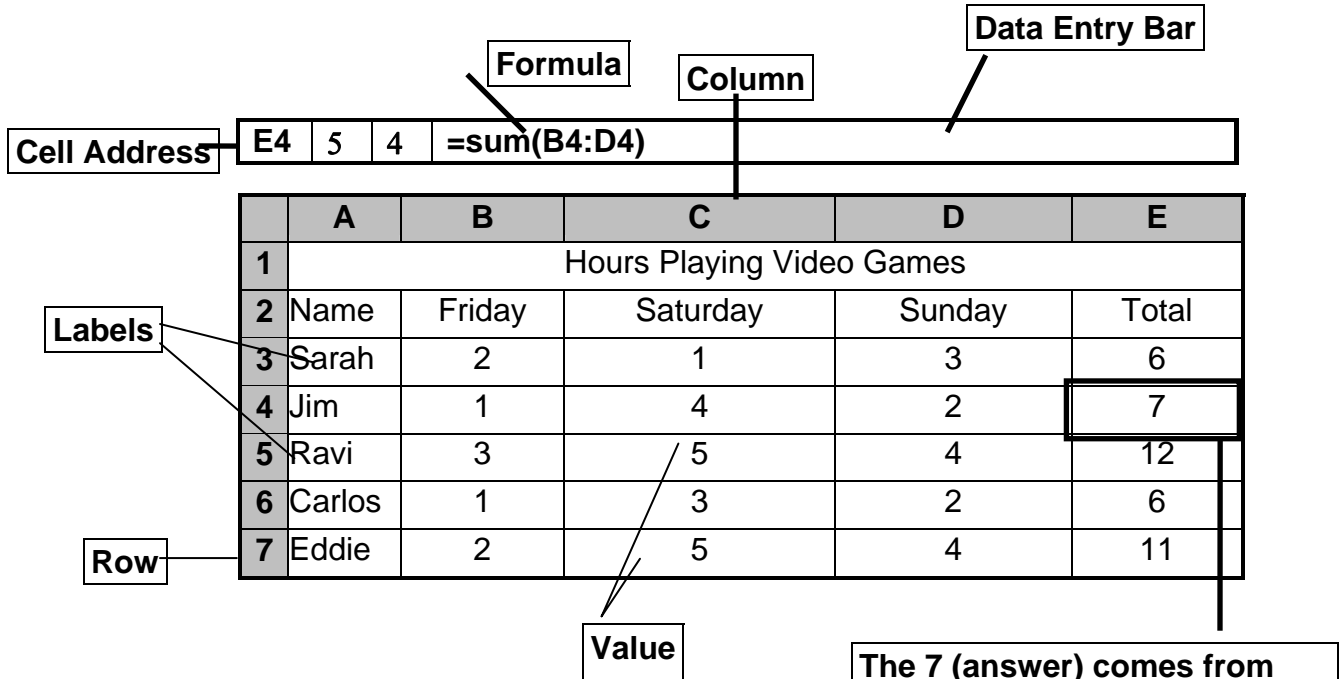 Data Entry Bar
Formula
Column
Cell Address
E4 5 4 =sum(B4:D4)
A B C D E
1 Hours Playing Video Games
2 Name Friday Saturday Sunday Total
Labels
3 Sarah 2 1 3 6
4 Jim 1 4 2 7
5 Ravi 3 5 4 12
6 Carlos 1 3 2 6
Row
7 Eddie 2 5 4 11
Value
The 7 (answer) comes from